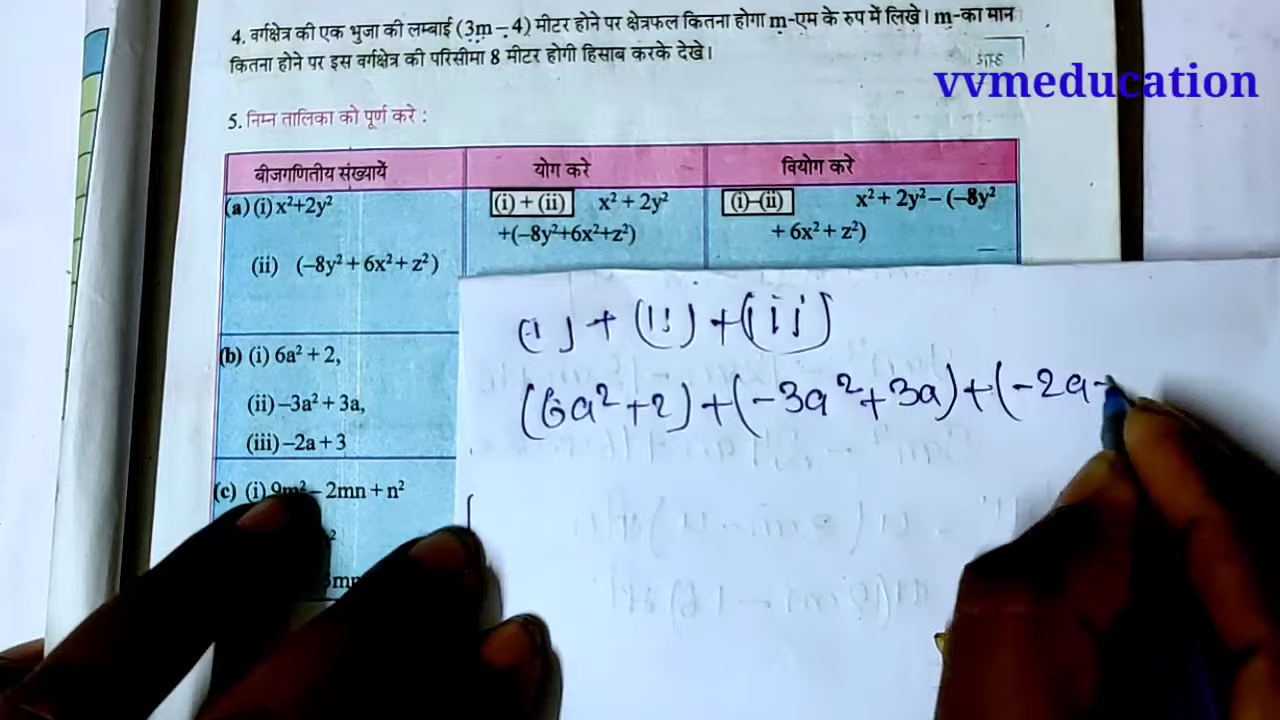 4. वर्गक्षेत्र की एक भुजा की लम्बाई (3m – 4) मीटर होने पर क्षेत्रफल कितना होगा m-एम के रुप में लिखे। m-का मान
कितना होने पर इस वर्गक्षेत्र की परिसीमा 8 मीटर होगी हिसाब करके देखे।
vvmeducation
5. निम्न तालिका को पूर्ण करे :
बीजगणितीय संख्यायें योग करे वियोग करे
(a) (i) x²+2y² (i) + (ii) x² + 2y² (i)–(ii) x² + 2y² – (–8y²
+(–8y²+6x²+z²) + 6x² + z²)
(ii) (–8y² + 6x² + z²)
(i) + (ii) + (iii)
(b) (i) 6a² + 2,
(6a² + 2) + (-3a² + 3a) + (-2a
(ii) –3a² + 3a,
(iii) –2a + 3
(c) (i) 9m² – 2mn + n²